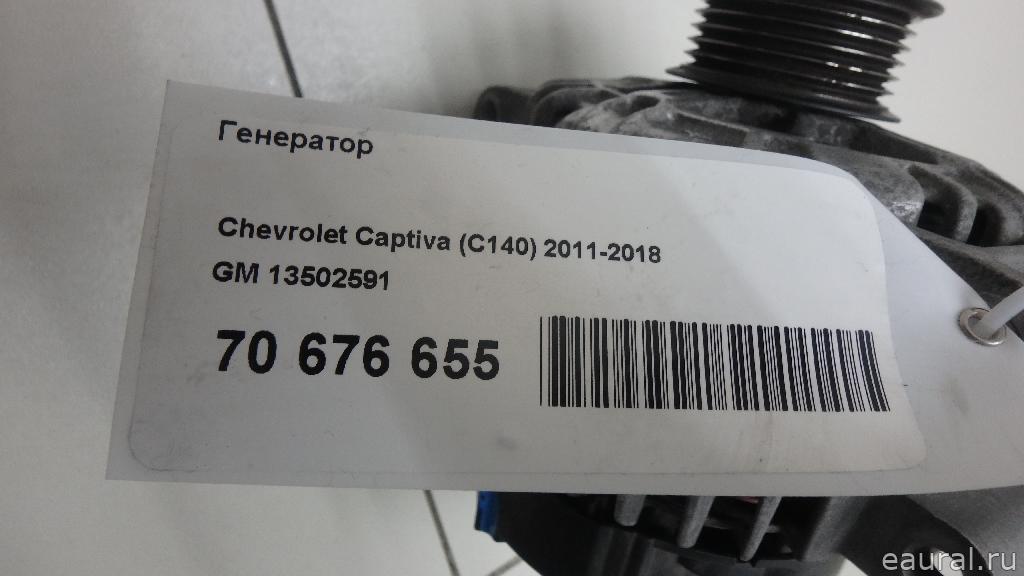 Генератор
Chevrolet Captiva (C140) 2011-2018
GM 13502591
70 676 655
eaural.ru